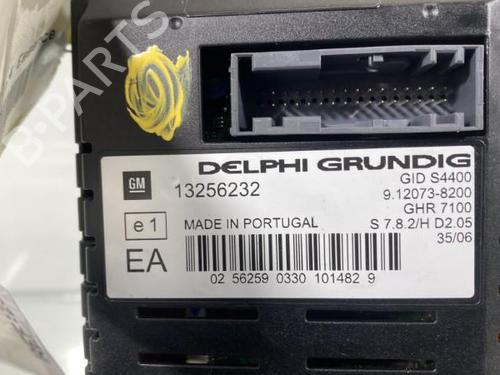 B-PARTS
DELPHI GRUNDIG
GM 13256232 GID S4400
9.12073-8200
GHR 7100
e1 MADE IN PORTUGAL S 7.8.2/H D2.05
EA 35/06
02 56259 0330 101482 9